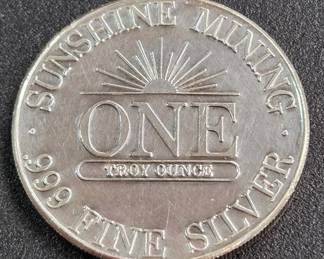 SUNSHINE MINING
ONE
TROY OUNCE
.999 FINE SILVER